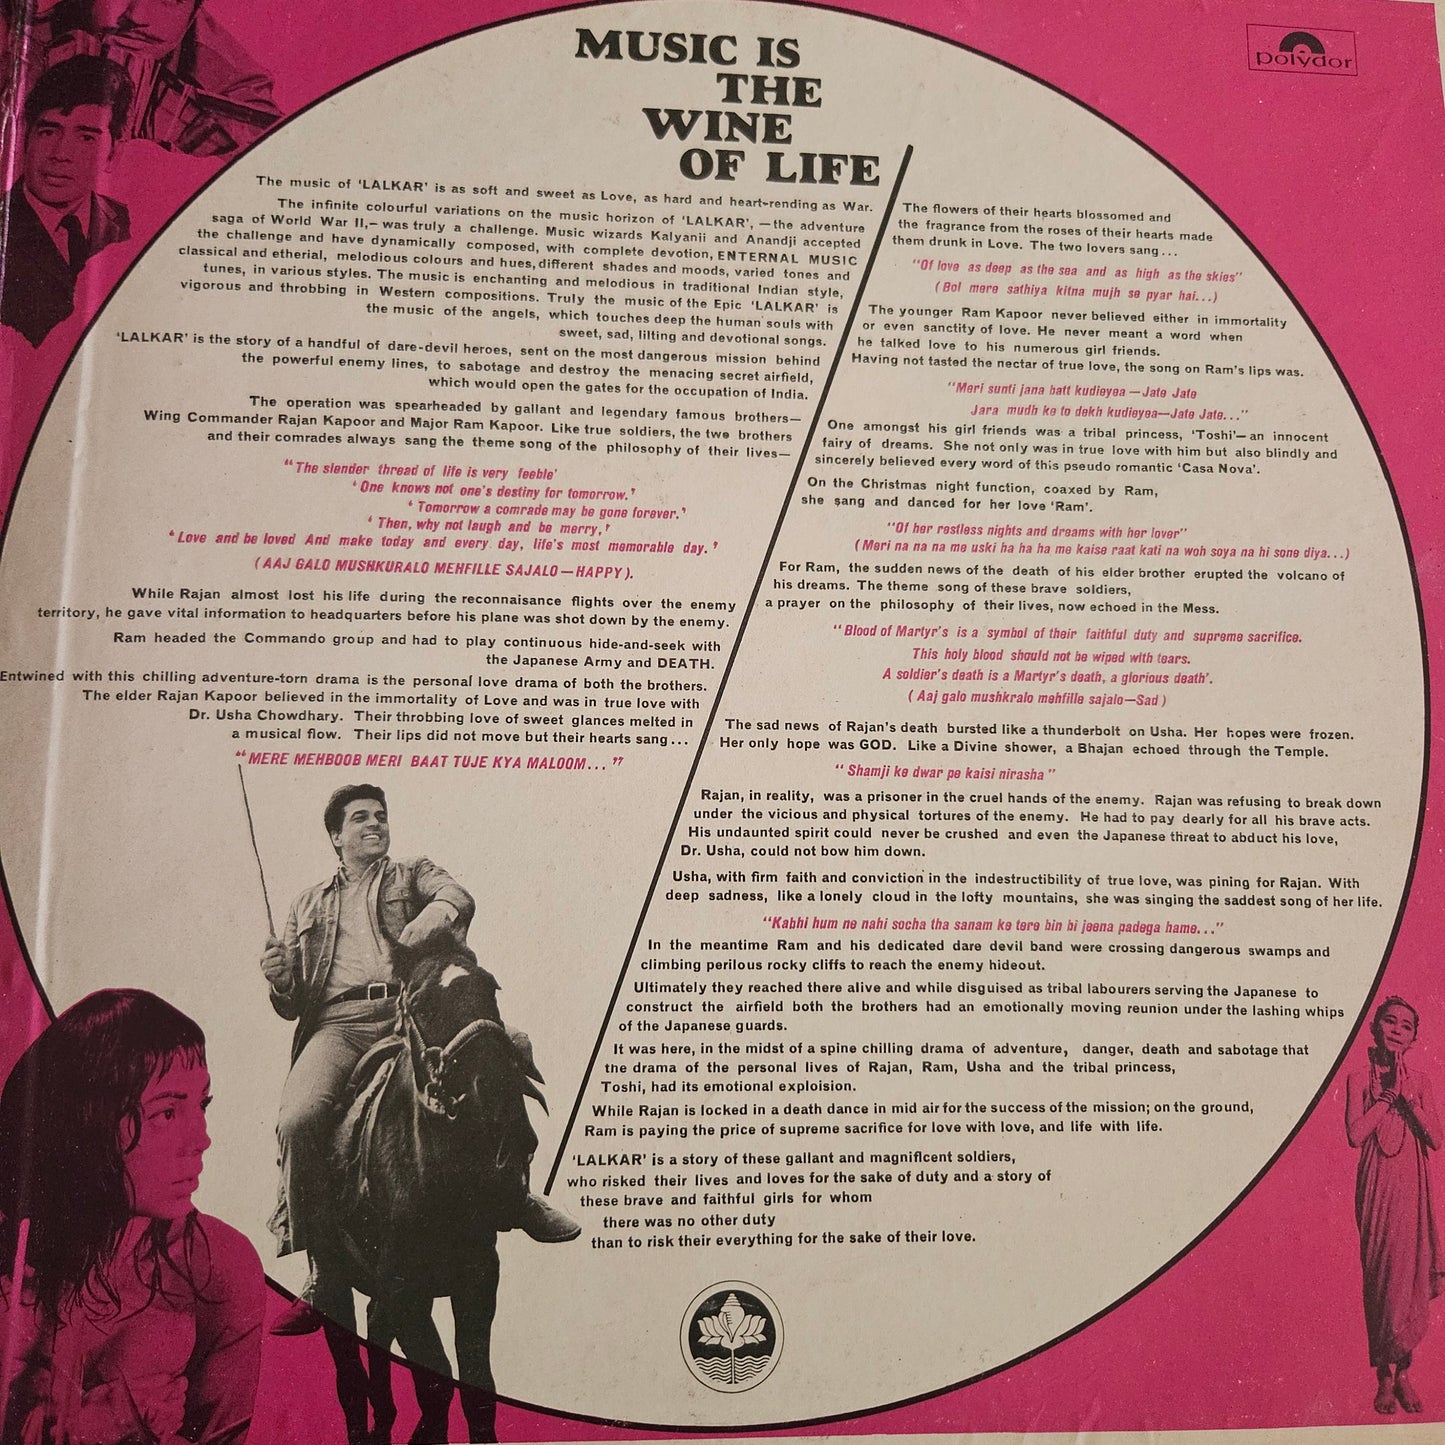 MUSIC IS
THE
WINE
OF LIFE
polydor
The music of 'LALKAR' is as soft and sweet as Love, as hard and heart-rending as War.
The infinite colourful variations on the music horizon of 'LALKAR', —the adventure
saga of World War II,– was truly a challenge. Music wizards Kalyanii and Anandji accepted
the challenge and have dynamically composed, with complete devotion, ENTERNAL MUSIC
classical and etherial, melodious colours and hues, different shades and moods, varied tones and
tunes, in various styles. The music is enchanting and melodious in traditional Indian style,
vigorous and throbbing in Western compositions. Truly the music of the Epic 'LALKAR' is
the music of the angels, which touches deep the human souls with
sweet, sad, lilting and devotional songs.
'LALKAR' is the story of a handful of dare-devil heroes, sent on the most dangerous mission behind
the powerful enemy lines, to sabotage and destroy the menacing secret airfield,
which would open the gates for the occupation of India.
The operation was spearheaded by gallant and legendary famous brothers—
Wing Commander Rajan Kapoor and Major Ram Kapoor. Like true soldiers, the two brothers
and their comrades always sang the theme song of the philosophy of their lives—
"The slender thread of life is very feeble'
'One knows not one's destiny for tomorrow.'
'Tomorrow a comrade may be gone forever.'
'Then, why not laugh and be merry,'
'Love and be loved And make today and every day, life's most memorable day.'
(AAJ GALO MUSHKURALO MEHFILLE SAJALO—HAPPY).
While Rajan almost lost his life during the reconnaisance flights over the enemy
territory, he gave vital information to headquarters before his plane was shot down by the enemy.
Ram headed the Commando group and had to play continuous hide-and-seek with
the Japanese Army and DEATH.
Entwined with this chilling adventure-torn drama is the personal love drama of both the brothers.
The elder Rajan Kapoor believed in the immortality of Love and was in true love with
Dr. Usha Chowdhary. Their throbbing love of sweet glances melted in
a musical flow. Their lips did not move but their hearts sang...
"MERE MEHBOOB MERI BAAT TUJE KYA MALOOM..."
The flowers of their hearts blossomed and
the fragrance from the roses of their hearts made
them drunk in Love. The two lovers sang...
"Of love as deep as the sea and as high as the skies"
(Bol mere sathiya kitna mujh se pyar hai...)
The younger Ram Kapoor never believed either in immortality
or even sanctity of love. He never meant a word when
he talked love to his numerous girl friends.
Having not tasted the nectar of true love, the song on Ram's lips was.
"Meri sunti jana batt kudieyea —Jate Jate
Jara mudh ke to dekh kudieyea—Jate Jate..."
One amongst his girl friends was a tribal princess, 'Toshi'—an innocent
fairy of dreams. She not only was in true love with him but also blindly and
sincerely believed every word of this pseudo romantic 'Casa Nova'.
On the Christmas night function, coaxed by Ram,
she sang and danced for her love 'Ram'.
"Of her restless nights and dreams with her lover"
(Meri na na na me uski ha ha ha me kaise raat kati na woh soya na hi sone diya...)
For Ram, the sudden news of the death of his elder brother erupted the volcano of
his dreams. The theme song of these brave soldiers,
a prayer on the philosophy of their lives, now echoed in the Mess.
"Blood of Martyr's is a symbol of their faithful duty and supreme sacrifice.
This holy blood should not be wiped with tears.
A soldier's death is a Martyr's death, a glorious death'.
(Aaj galo mushkralo mehfille sajalo—Sad)
The sad news of Rajan's death bursted like a thunderbolt on Usha. Her hopes were frozen.
Her only hope was GOD. Like a Divine shower, a Bhajan echoed through the Temple.
"Shamji ke dwar pe kaisi nirasha"
Rajan, in reality, was a prisoner in the cruel hands of the enemy. Rajan was refusing to break down
under the vicious and physical tortures of the enemy. He had to pay dearly for all his brave acts.
His undaunted spirit could never be crushed and even the Japanese threat to abduct his love,
Dr. Usha, could not bow him down.
Usha, with firm faith and conviction in the indestructibility of true love, was pining for Rajan. With
deep sadness, like a lonely cloud in the lofty mountains, she was singing the saddest song of her life.
"Kabhi hum ne nahi socha tha sanam ke tere bin bi jeena padega hame..."
In the meantime Ram and his dedicated dare devil band were crossing dangerous swamps and
climbing perilous rocky cliffs to reach the enemy hideout.
Ultimately they reached there alive and while disguised as tribal labourers serving the Japanese to
construct the airfield both the brothers had an emotionally moving reunion under the lashing whips
of the Japanese guards.
It was here, in the midst of a spine chilling drama of adventure, danger, death and sabotage that
the drama of the personal lives of Rajan, Ram, Usha and the tribal princess,
Toshi, had its emotional exploision.
While Rajan is locked in a death dance in mid air for the success of the mission; on the ground,
Ram is paying the price of supreme sacrifice for love with love, and life with life.
'LALKAR' is a story of these gallant and magnificent soldiers,
who risked their lives and loves for the sake of duty and a story of
these brave and faithful girls for whom
there was no other duty
than to risk their everything for the sake of their love.